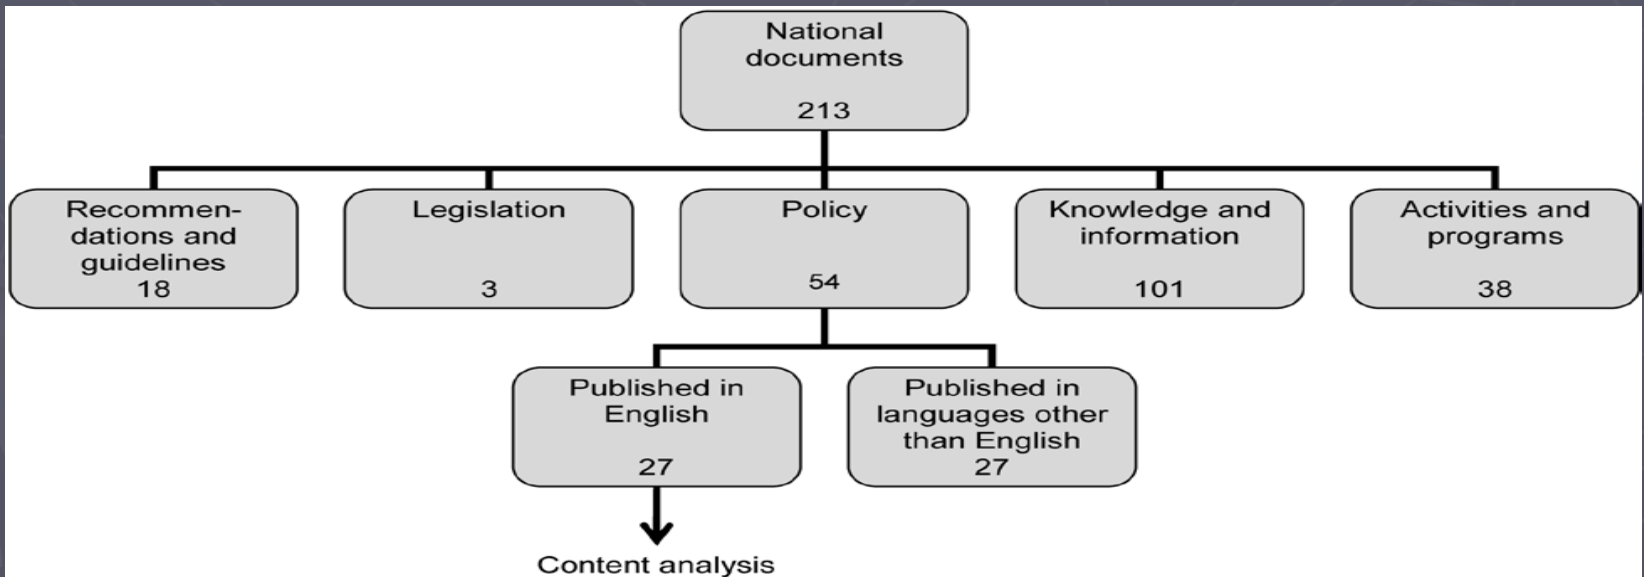 National
documents
213
Recommen-
dations and
guidelines
18
Legislation
3
Policy
54
Knowledge and
information
101
Activities and
programs
38
Published in
English
27
Published in
languages other
than English
27
Content analysis